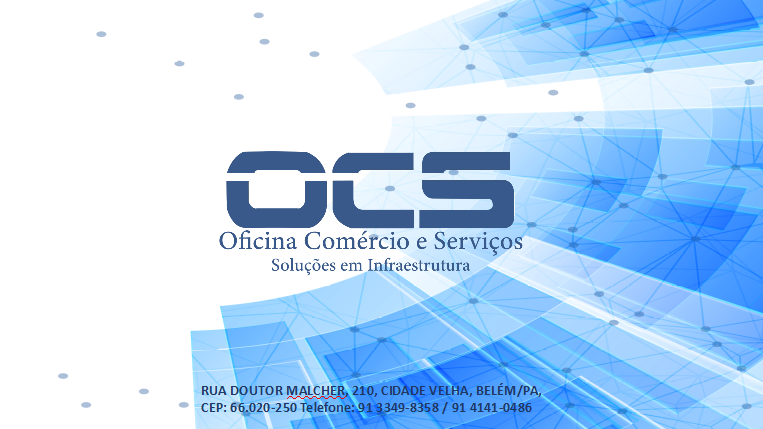 OCS
Oficina Comércio e Serviços
Soluções em Infraestrutura
RUA DOUTOR MALCHER, 210, CIDADE VELHA, BELÉM/PA,
CEP: 66.020-250 Telefone: 91 3349-8358 / 91 4141-0486